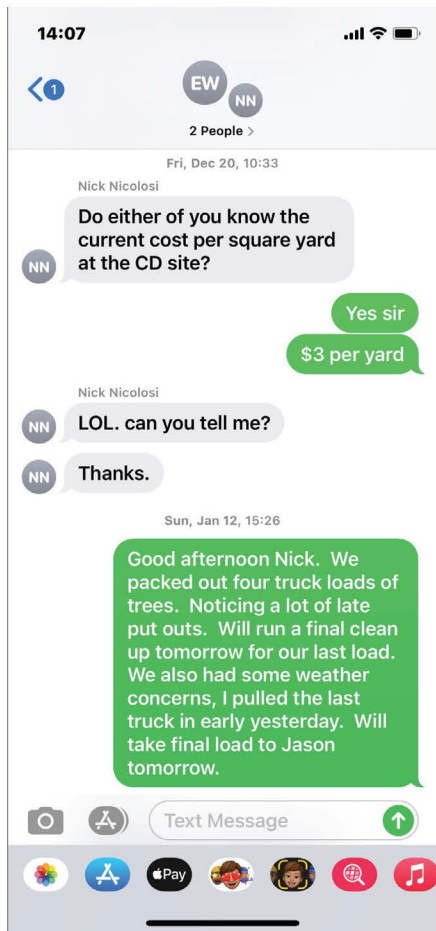 14:07
1
EW
NN
2 People >
Fri, Dec 20, 10:33
Nick Nicolosi
Do either of you know the
current cost per square yard
at the CD site?
NN
Yes sir
$3 per yard
Nick Nicolosi
LOL. can you tell me?
NN
Thanks.
NN
Sun, Jan 12, 15:26
Good afternoon Nick.  We
packed out four truck loads of
trees.  Noticing a lot of late
put outs.  Will run a final clean
up tomorrow for our last load.
We also had some weather
concerns, I pulled the last
truck in early yesterday.  Will
take final load to Jason
tomorrow.
Text Message
Pay